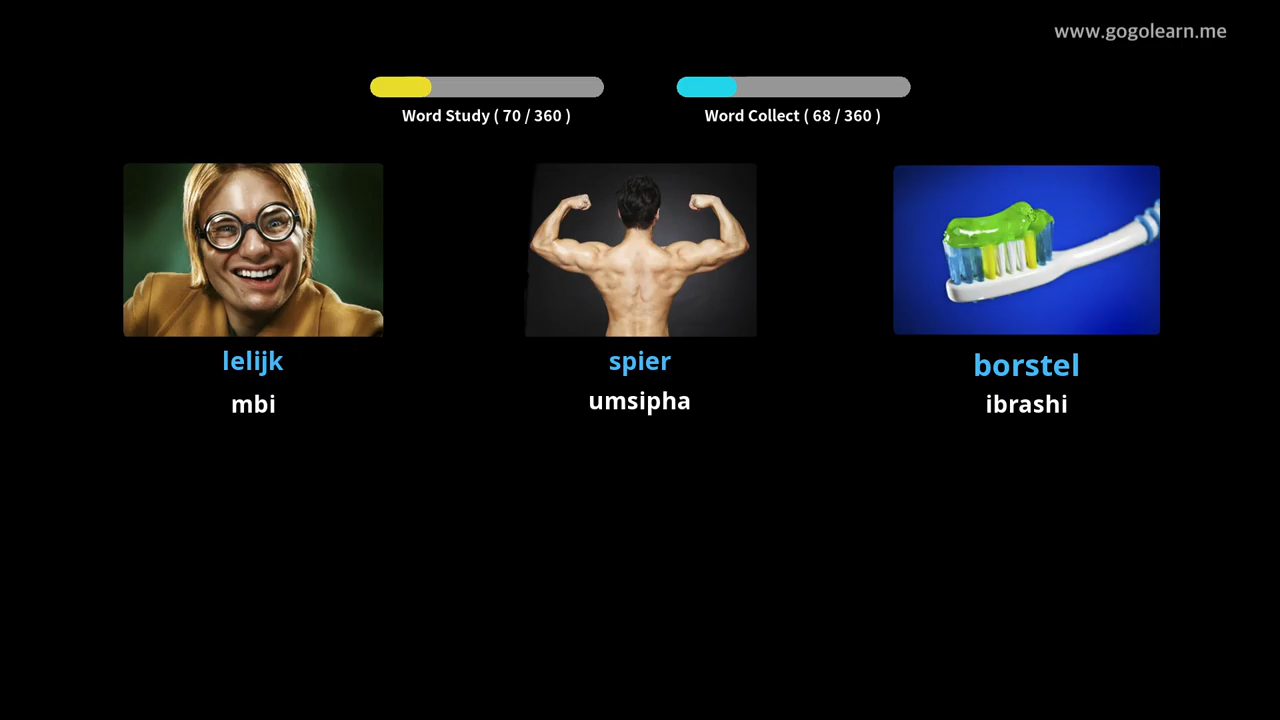 www.gogolearn.me
Word Study ( 70 / 360 )
Word Collect ( 68 / 360 )
lelijk
spier
borstel
mbi
umsipha
ibrashi